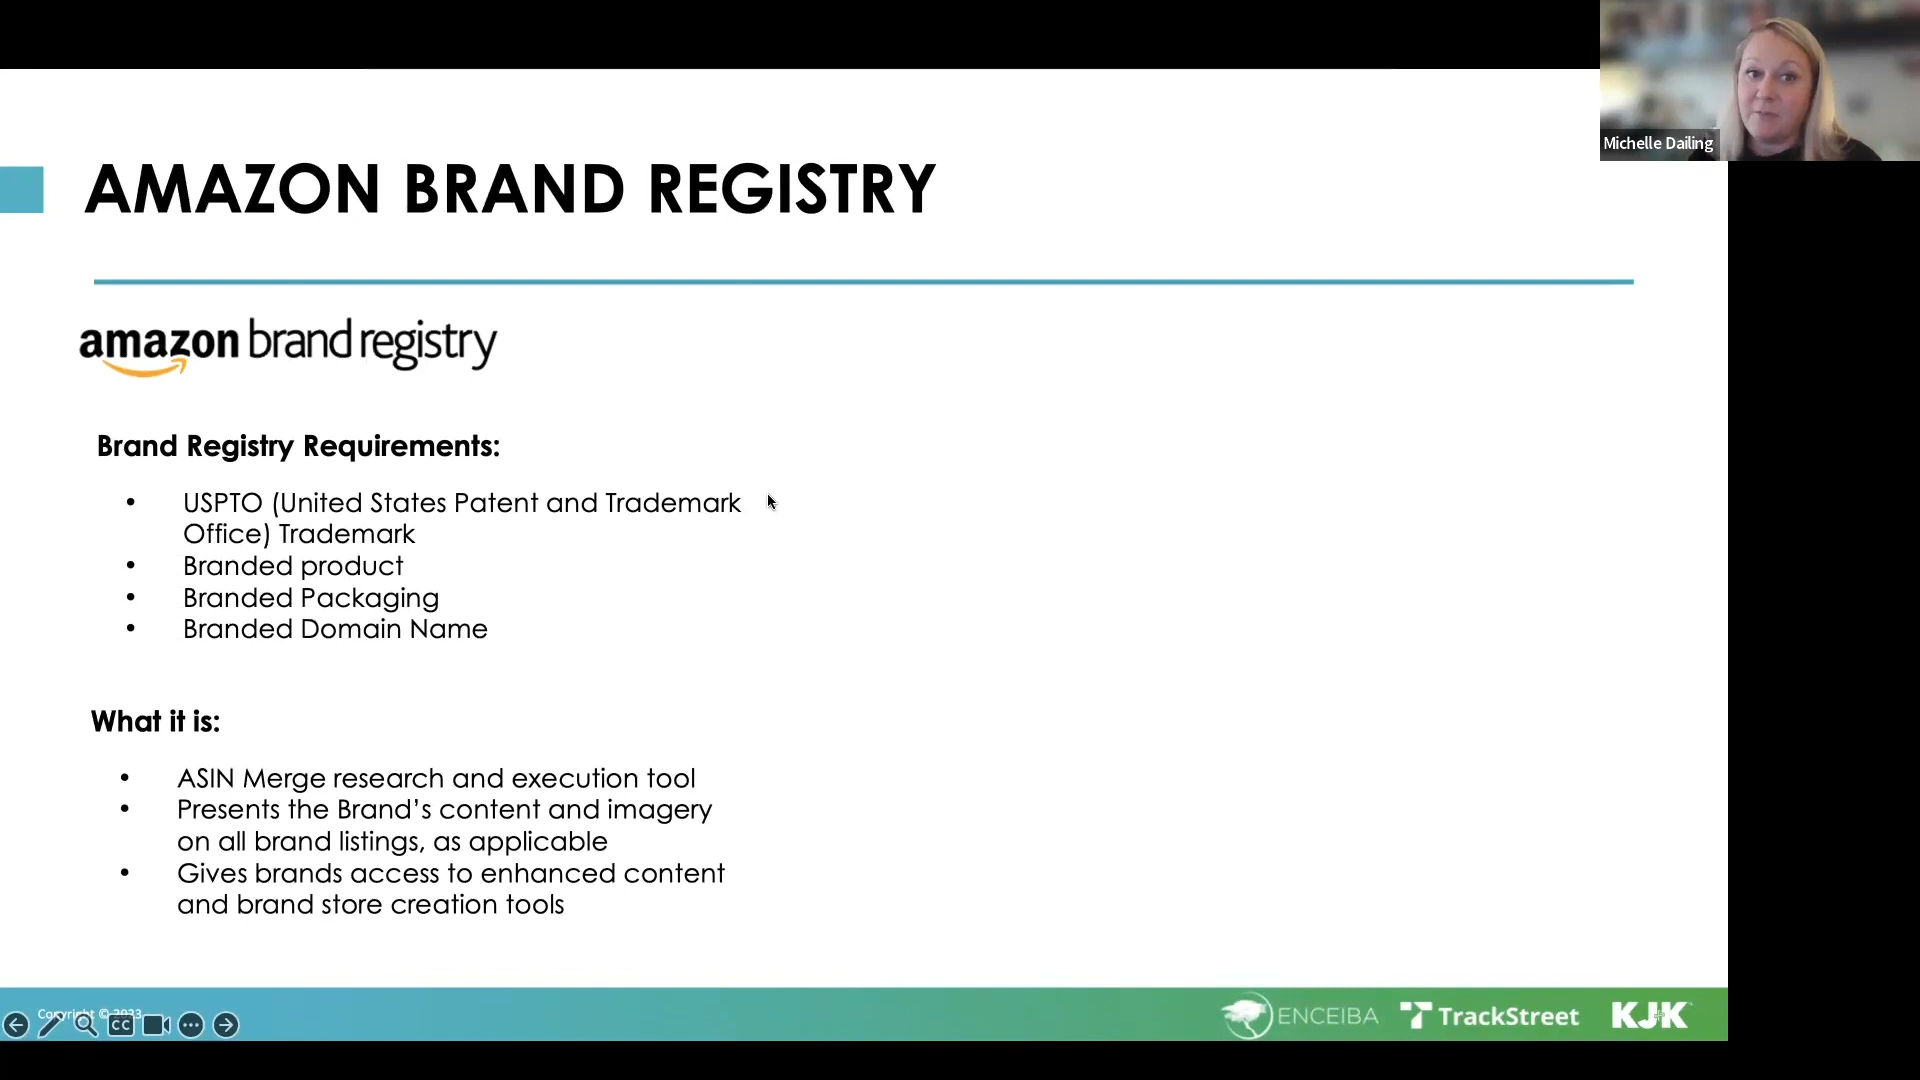 Michelle Dailing
AMAZON BRAND REGISTRY
amazon brand registry
Brand Registry Requirements:
• USPTO (United States Patent and Trademark
Office) Trademark
• Branded product
• Branded Packaging
• Branded Domain Name
What it is:
• ASIN Merge research and execution tool
• Presents the Brand’s content and imagery
on all brand listings, as applicable
• Gives brands access to enhanced content
and brand store creation tools
Copyright © 2023
CC
ENCEIBA
TrackStreet
KJK